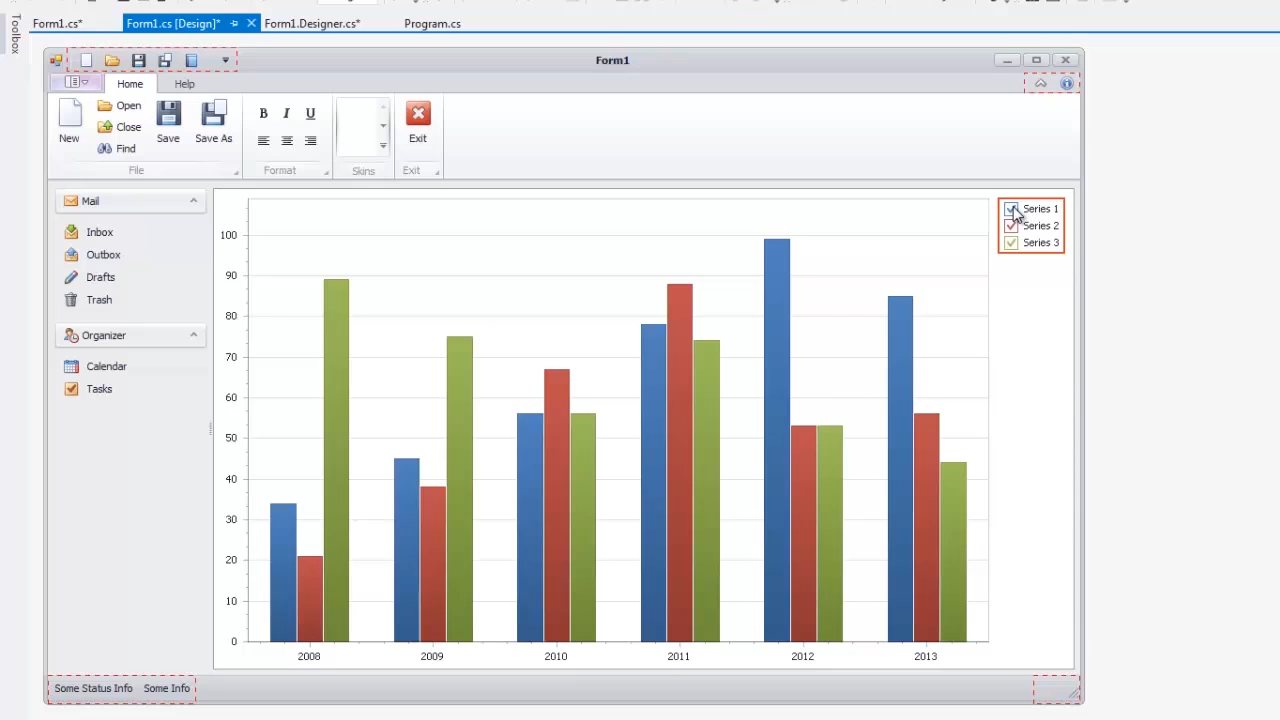 Form1.cs* Form1.cs [Design]* Form1.Designer.cs* Program.cs
Toolbox
Form1
Home Help
New Open Close Find Save Save As
B I U
Exit
File Format Skins Exit
Mail
Inbox
Outbox
Drafts
Trash
Organizer
Calendar
Tasks
100
90
80
70
60
50
40
30
20
10
0
2008 2009 2010 2011 2012 2013
Series 1
Series 2
Series 3
Some Status Info Some Info